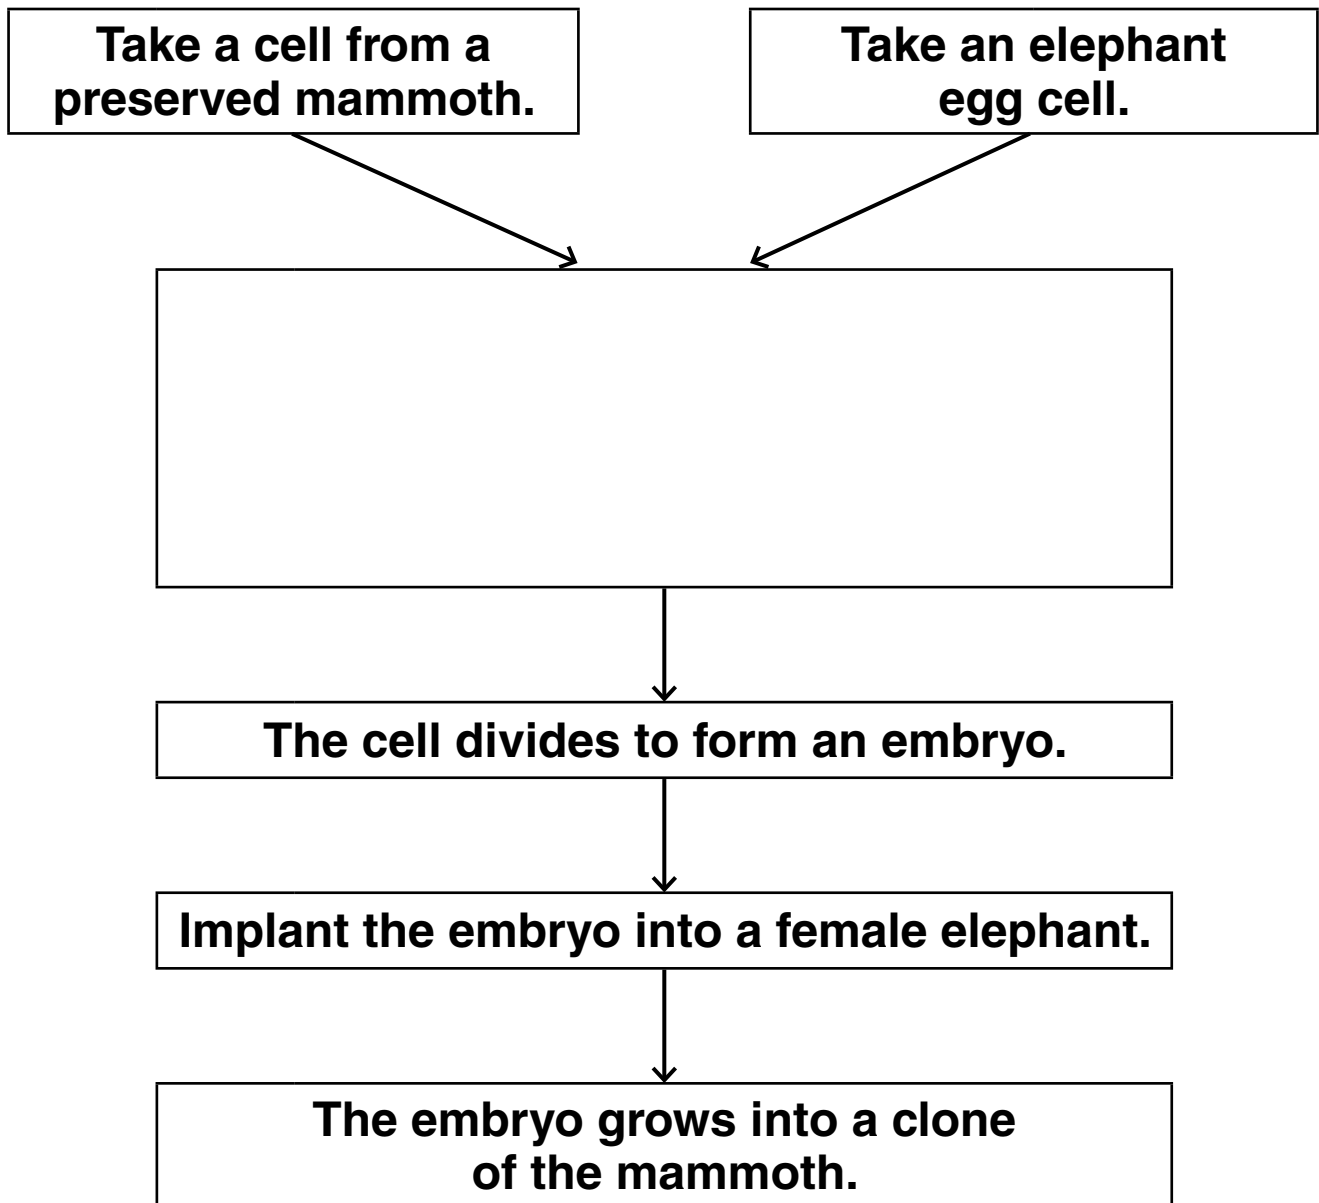 Take a cell from a
preserved mammoth.
Take an elephant
egg cell.
The cell divides to form an embryo.
Implant the embryo into a female elephant.
The embryo grows into a clone
of the mammoth.